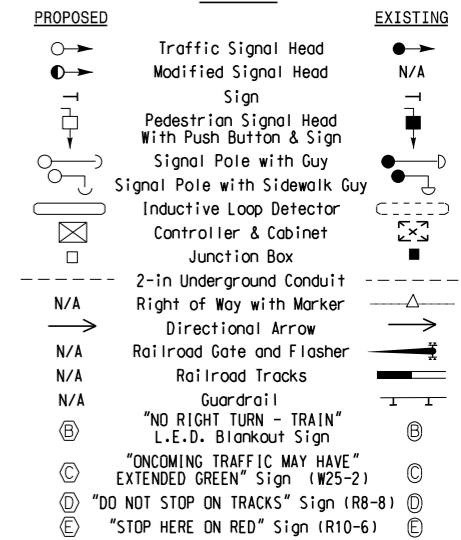 PROPOSED EXISTING
Traffic Signal Head
Modified Signal Head N/A
Sign
Pedestrian Signal Head
With Push Button & Sign
Signal Pole with Guy
Signal Pole with Sidewalk Guy
Inductive Loop Detector
Controller & Cabinet
Junction Box
2-in Underground Conduit
N/A Right of Way with Marker
Directional Arrow
N/A Railroad Gate and Flasher
N/A Railroad Tracks
N/A Guardrail
"NO RIGHT TURN - TRAIN"
B L.E.D. Blankout Sign B
"ONCOMING TRAFFIC MAY HAVE"
C EXTENDED GREEN" Sign (W25-2) C
D "DO NOT STOP ON TRACKS" Sign (R8-8) D
E "STOP HERE ON RED" Sign (R10-6) E